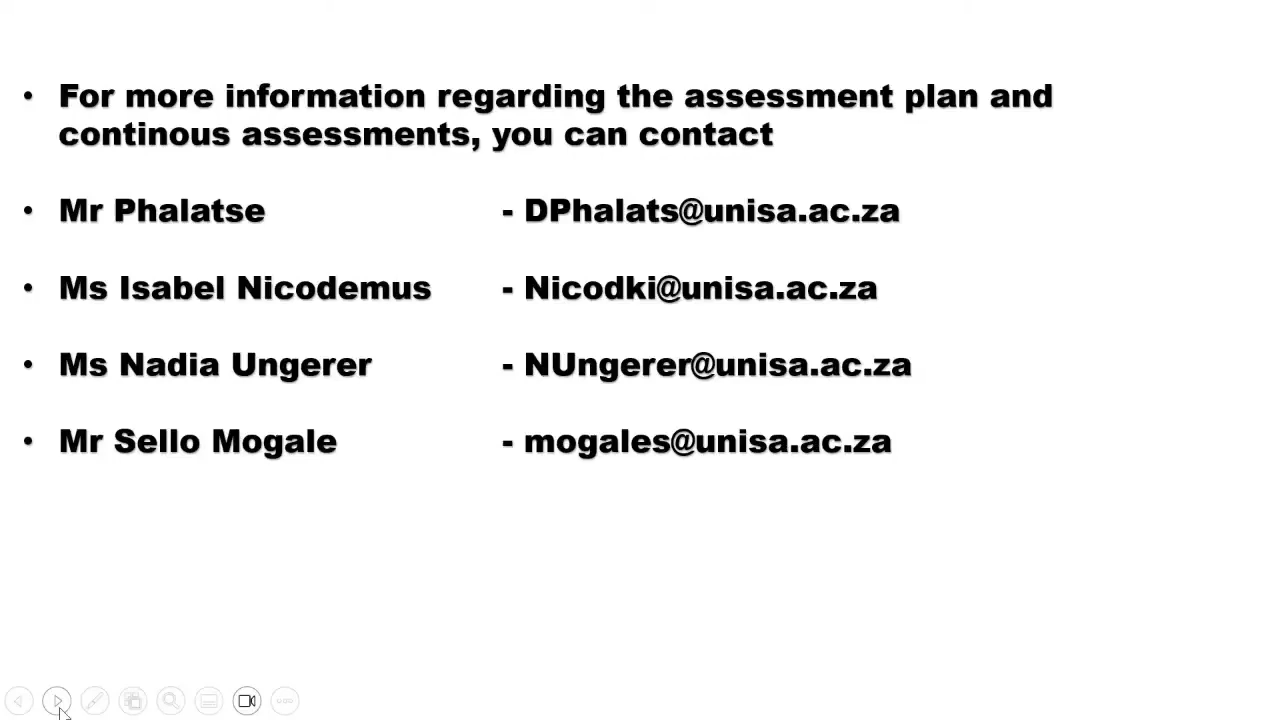 • For more information regarding the assessment plan and
continous assessments, you can contact
• Mr Phalatse - DPhalats@unisa.ac.za
• Ms Isabel Nicodemus - Nicodki@unisa.ac.za
• Ms Nadia Ungerer - NUngerer@unisa.ac.za
• Mr Sello Mogale - mogales@unisa.ac.za